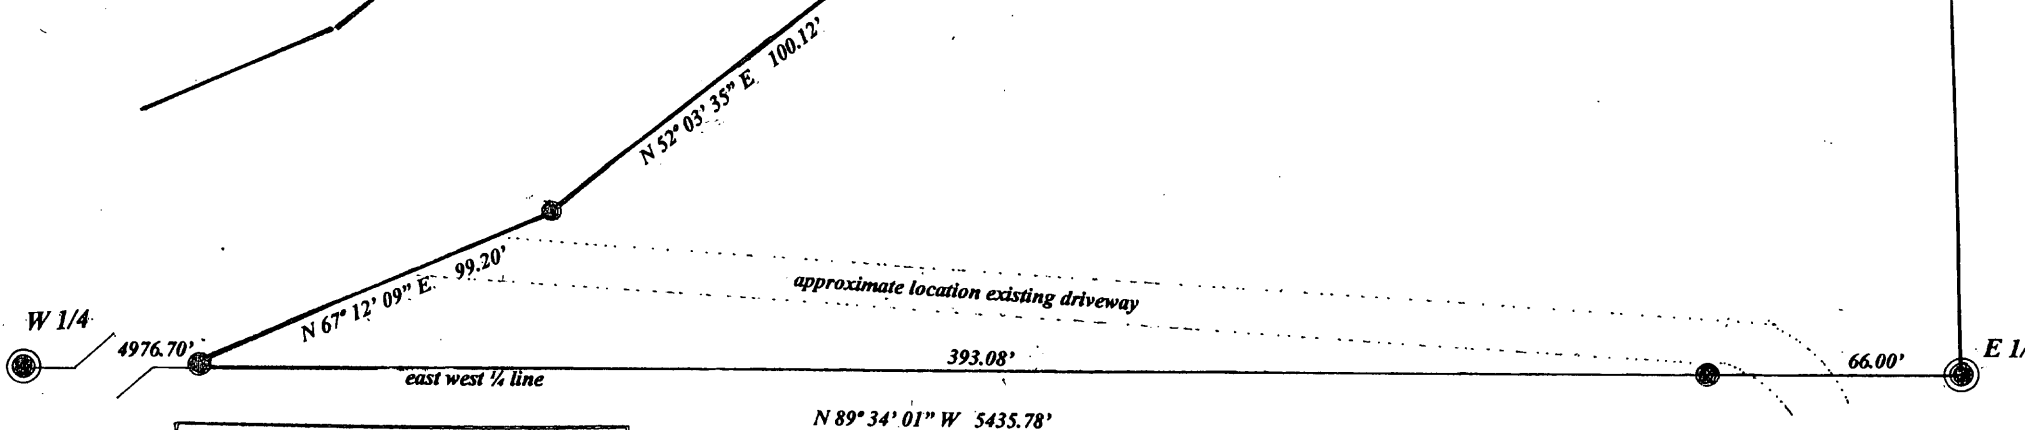 100.12’
N 52° 03’ 35” E
99.20’
N 67° 12’ 09” E
approximate location existing driveway
W 1/4
4976.70’
393.08’
66.00’
E 1/
east west ¼ line
N 89° 34’ 01” W 5435.78’